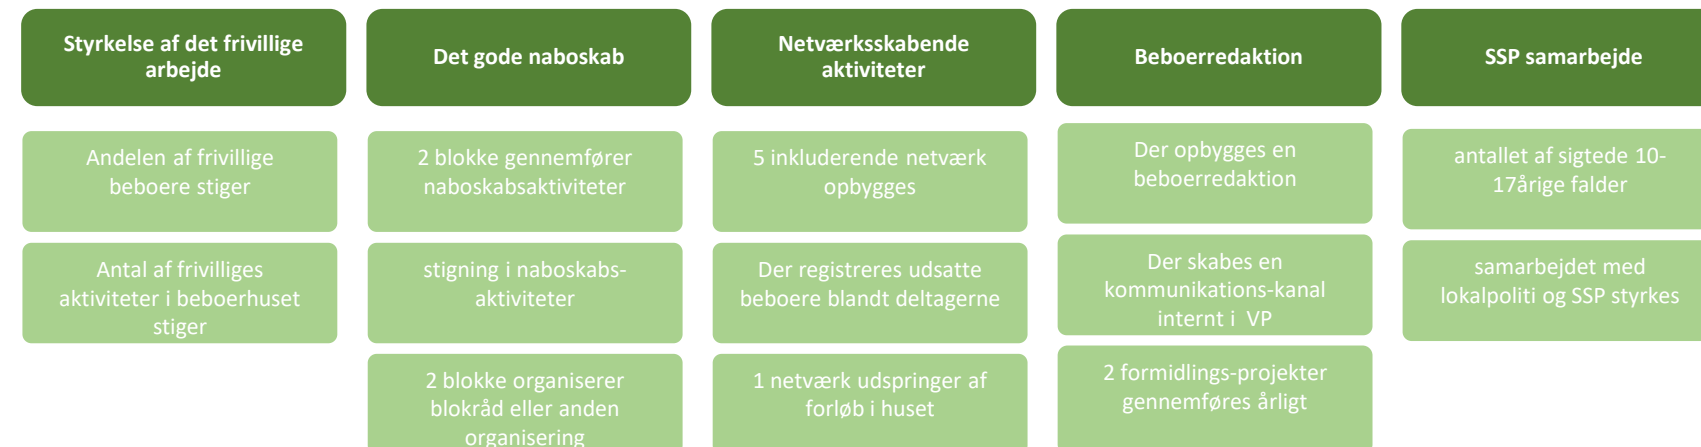 Styrkelse af det frivillige
arbejde
Andelen af frivillige
beboere stiger
Antal af frivilliges
aktiviteter i beboerhuset
stiger
Det gode naboskab
2 blokke gennemfører
naboskabsaktiviteter
stigning i naboskabs-
aktiviteter
2 blokke organiserer
blokråd eller anden
organisering
Netværksskabende
aktiviteter
5 inkluderende netværk
opbygges
Der registreres udsatte
beboere blandt deltagerne
1 netværk udspringer af
forløb i huset
Beboerredaktion
Der opbygges en
beboerredaktion
Der skabes en
kommunikations-kanal
internt i  VP
2 formidlings-projekter
gennemføres årligt
SSP samarbejde
antallet af sigtede 10-
17årige falder
samarbejdet med
lokalpoliti og SSP styrkes